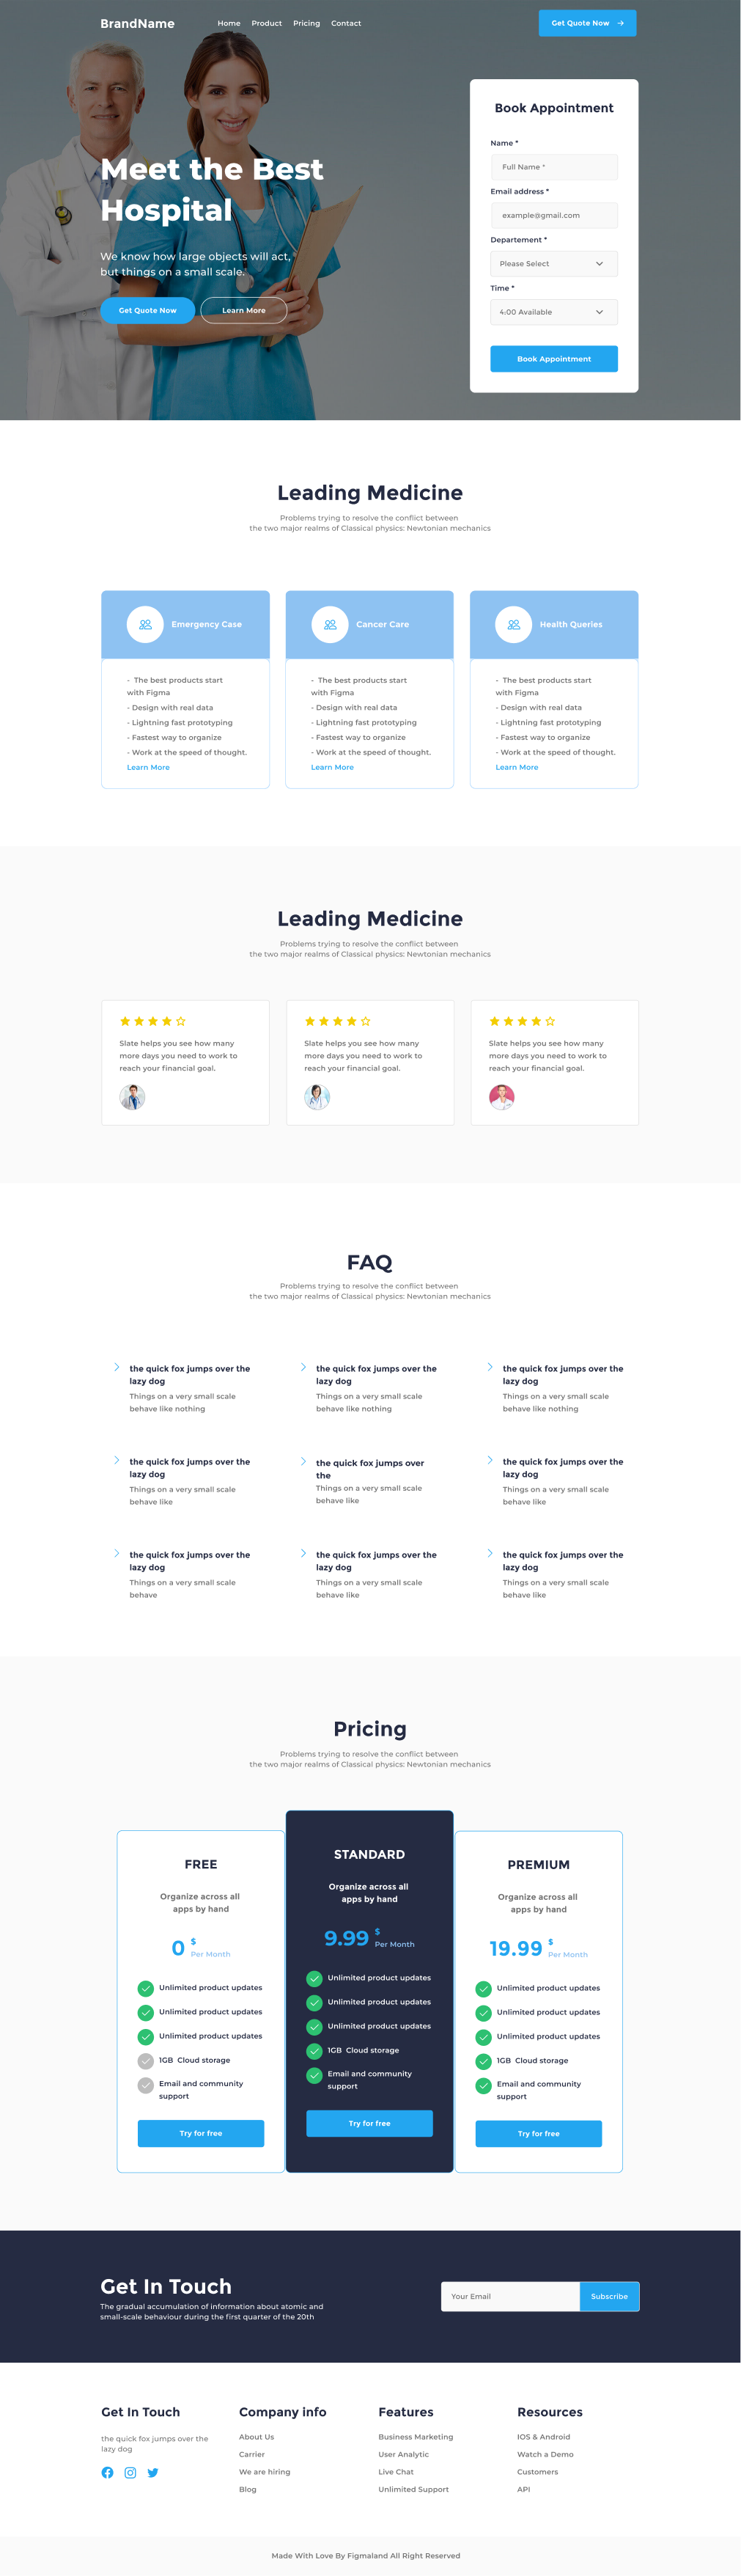 BrandName
Home Product Pricing Contact
Get Quote Now
Meet the Best
Hospital
We know how large objects will act,
but things on a small scale.
Get Quote Now
Learn More
Book Appointment
Name *
Full Name *
Email address *
example@gmail.com
Departement *
Please Select
Time *
4:00 Available
Book Appointment
Leading Medicine
Problems trying to resolve the conflict between
the two major realms of Classical physics: Newtonian mechanics
Emergency Case
- The best products start
with Figma
- Design with real data
- Lightning fast prototyping
- Fastest way to organize
- Work at the speed of thought.
Learn More
Cancer Care
- The best products start
with Figma
- Design with real data
- Lightning fast prototyping
- Fastest way to organize
- Work at the speed of thought.
Learn More
Health Queries
- The best products start
with Figma
- Design with real data
- Lightning fast prototyping
- Fastest way to organize
- Work at the speed of thought.
Learn More
Leading Medicine
Problems trying to resolve the conflict between
the two major realms of Classical physics: Newtonian mechanics
Slate helps you see how many
more days you need to work to
reach your financial goal.
Slate helps you see how many
more days you need to work to
reach your financial goal.
Slate helps you see how many
more days you need to work to
reach your financial goal.
FAQ
Problems trying to resolve the conflict between
the two major realms of Classical physics: Newtonian mechanics
the quick fox jumps over the
lazy dog
Things on a very small scale
behave like nothing
the quick fox jumps over the
lazy dog
Things on a very small scale
behave like nothing
the quick fox jumps over the
lazy dog
Things on a very small scale
behave like nothing
the quick fox jumps over the
lazy dog
Things on a very small scale
behave like
the quick fox jumps over
the
Things on a very small scale
behave like
the quick fox jumps over the
lazy dog
Things on a very small scale
behave like
the quick fox jumps over the
lazy dog
Things on a very small scale
behave
the quick fox jumps over the
lazy dog
Things on a very small scale
behave like
the quick fox jumps over the
lazy dog
Things on a very small scale
behave like
Pricing
Problems trying to resolve the conflict between
the two major realms of Classical physics: Newtonian mechanics
FREE
Organize across all
apps by hand
0 $
Per Month
Unlimited product updates
Unlimited product updates
Unlimited product updates
1GB Cloud storage
Email and community
support
Try for free
STANDARD
Organize across all
apps by hand
9.99 $
Per Month
Unlimited product updates
Unlimited product updates
Unlimited product updates
1GB Cloud storage
Email and community
support
Try for free
PREMIUM
Organize across all
apps by hand
19.99 $
Per Month
Unlimited product updates
Unlimited product updates
Unlimited product updates
1GB Cloud storage
Email and community
support
Try for free
Get In Touch
The gradual accumulation of information about atomic and
small-scale behaviour during the first quarter of the 20th
Your Email
Subscribe
Get In Touch
the quick fox jumps over the
lazy dog
Company info
About Us
Carrier
We are hiring
Blog
Features
Business Marketing
User Analytic
Live Chat
Unlimited Support
Resources
IOS & Android
Watch a Demo
Customers
API
Made With Love By Figmaland All Right Reserved